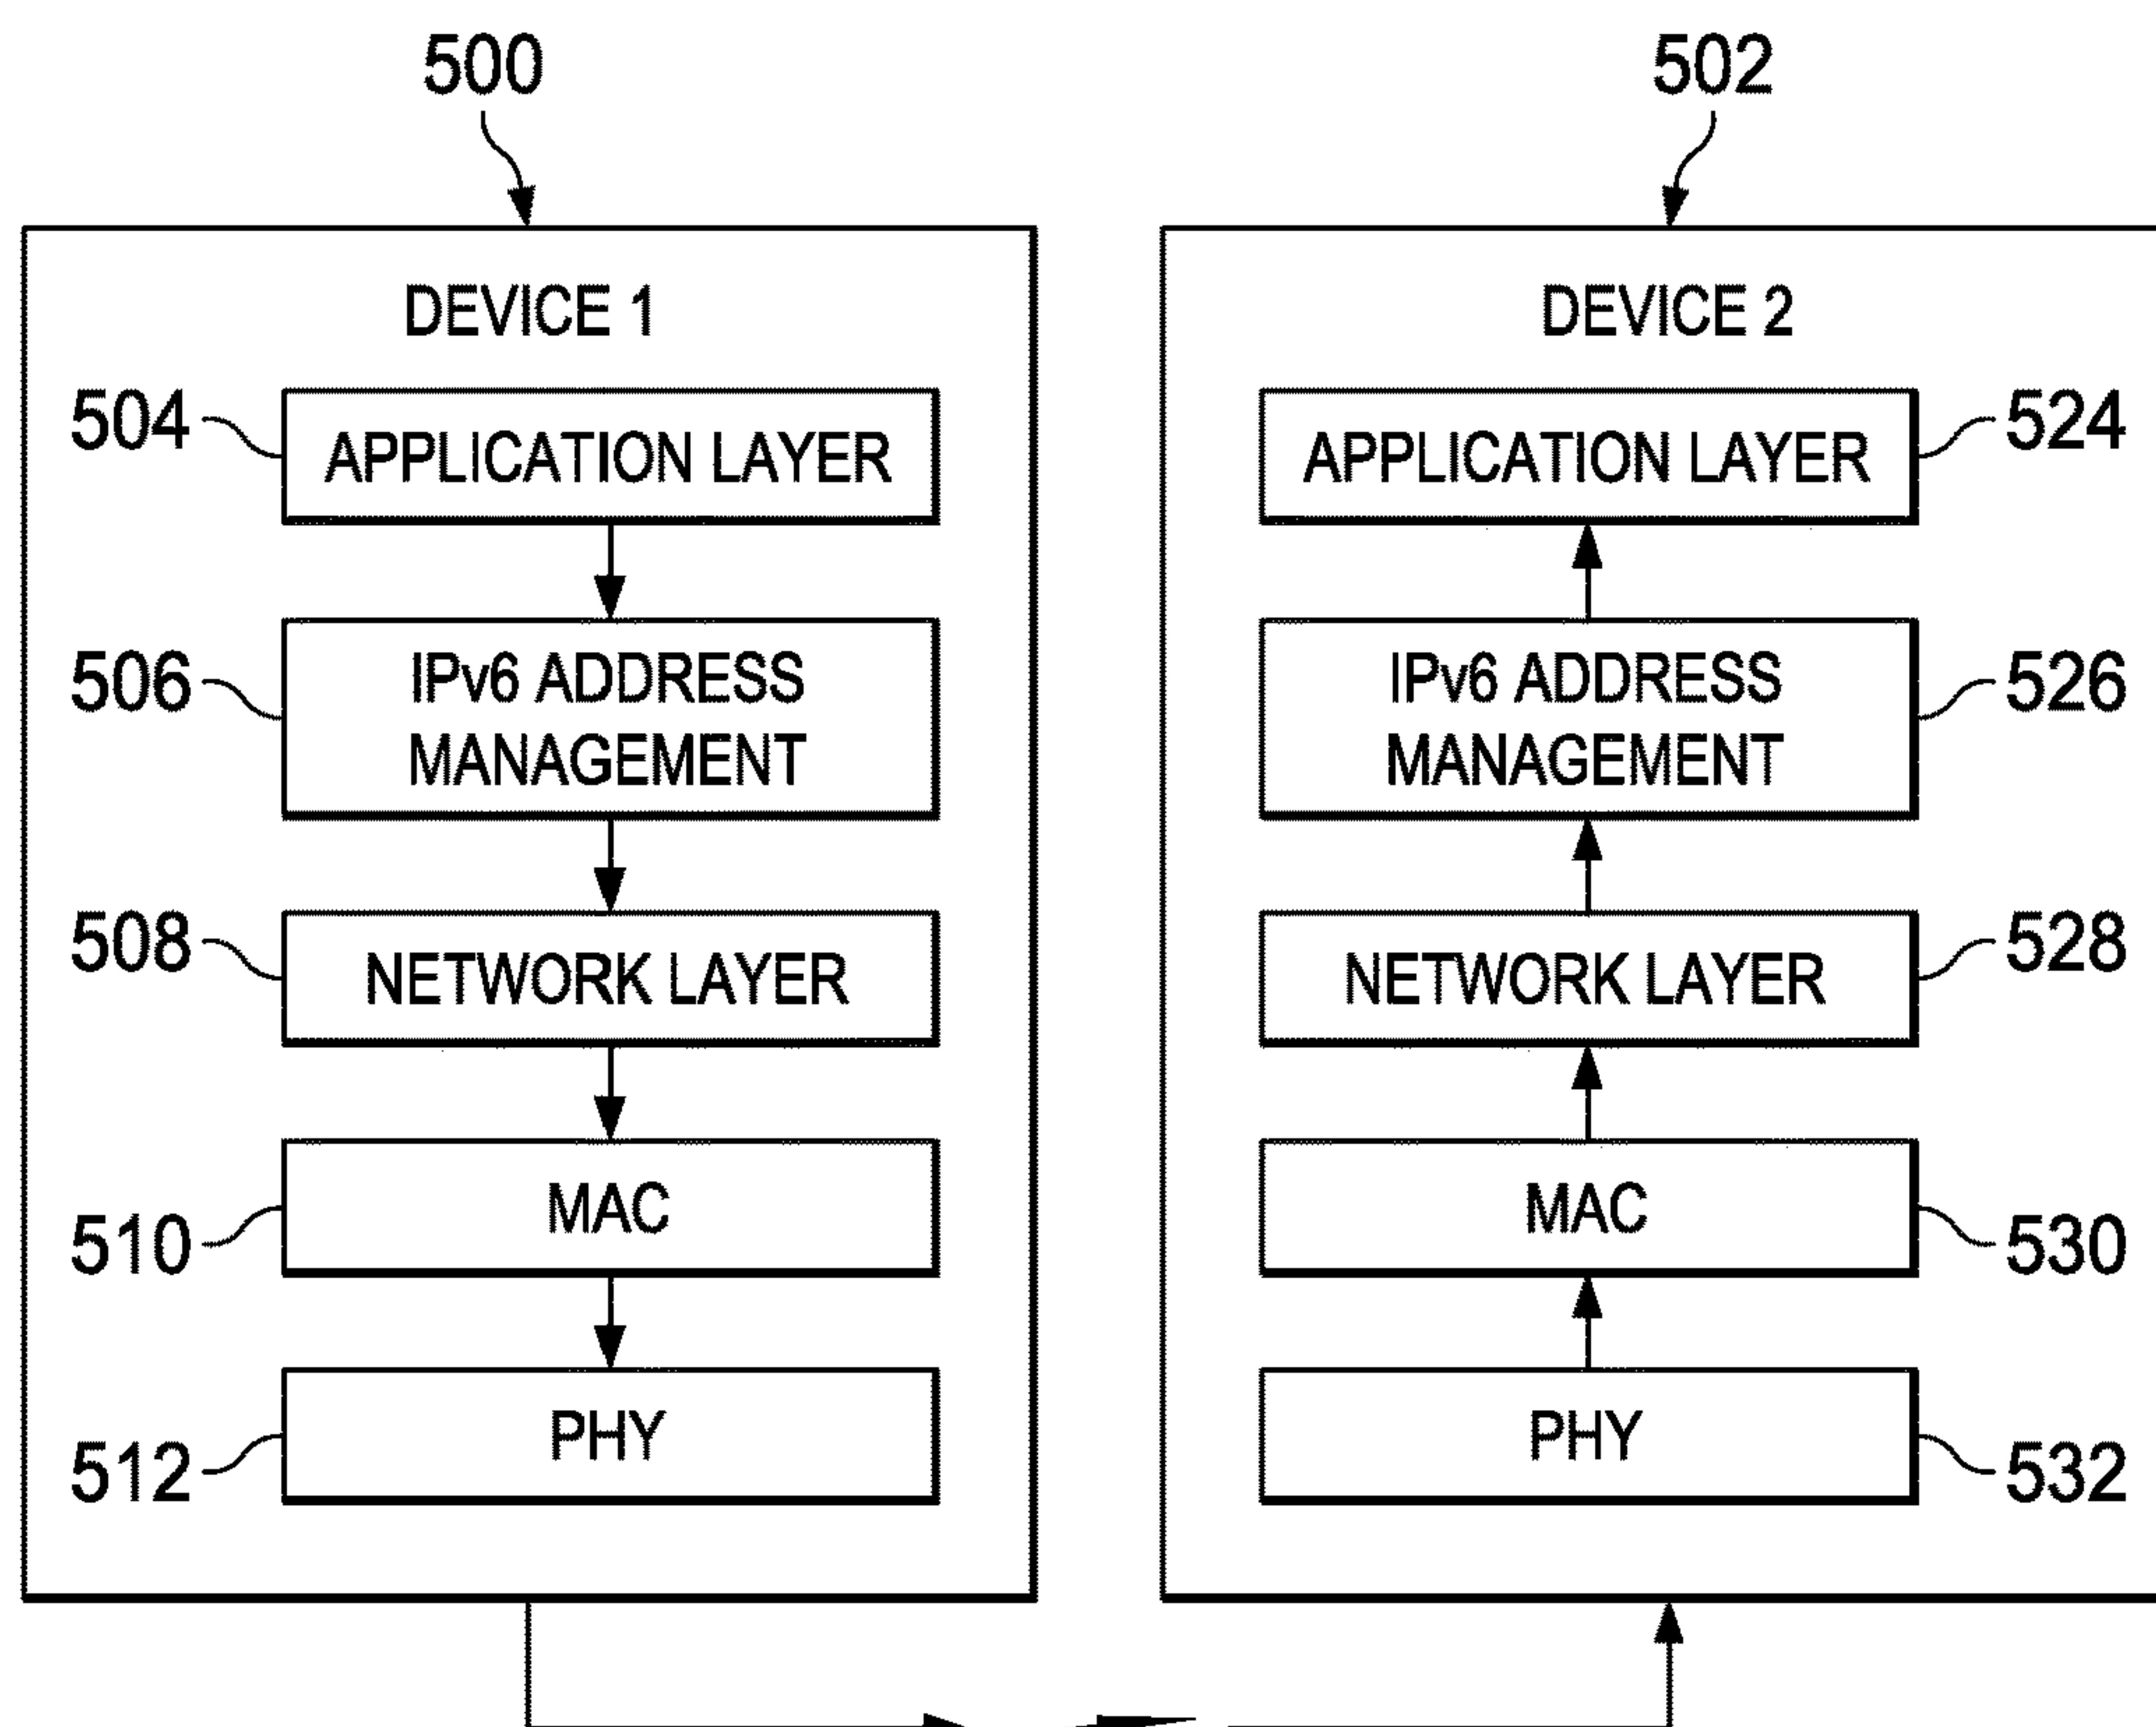 500
502
DEVICE 1
504
APPLICATION LAYER
506
IPv6 ADDRESS
MANAGEMENT
508
NETWORK LAYER
510
MAC
512
PHY
DEVICE 2
APPLICATION LAYER
524
IPv6 ADDRESS
MANAGEMENT
526
NETWORK LAYER
528
MAC
530
PHY
532